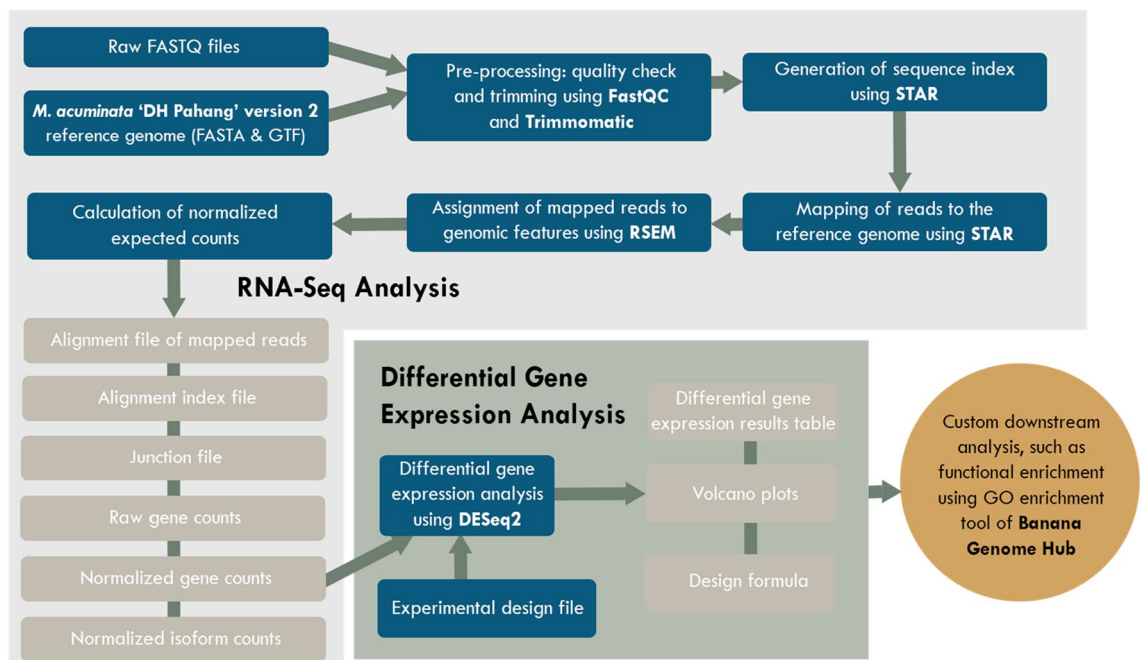 Raw FASTQ files
M. acuminata ‘DH Pahang’ version 2
reference genome (FASTA & GTF)
Pre-processing: quality check
and trimming using FastQC
and Trimmomatic
Generation of sequence index
using STAR
Mapping of reads to the
reference genome using STAR
Assignment of mapped reads to
genomic features using RSEM
Calculation of normalized
expected counts
RNA-Seq Analysis
Alignment file of mapped reads
Alignment index file
Junction file
Raw gene counts
Normalized gene counts
Normalized isoform counts
Differential Gene
Expression Analysis
Differential gene
expression analysis
using DESeq2
Experimental design file
Differential gene
expression results table
Volcano plots
Design formula
Custom downstream
analysis, such as
functional enrichment
using GO enrichment
tool of Banana
Genome Hub